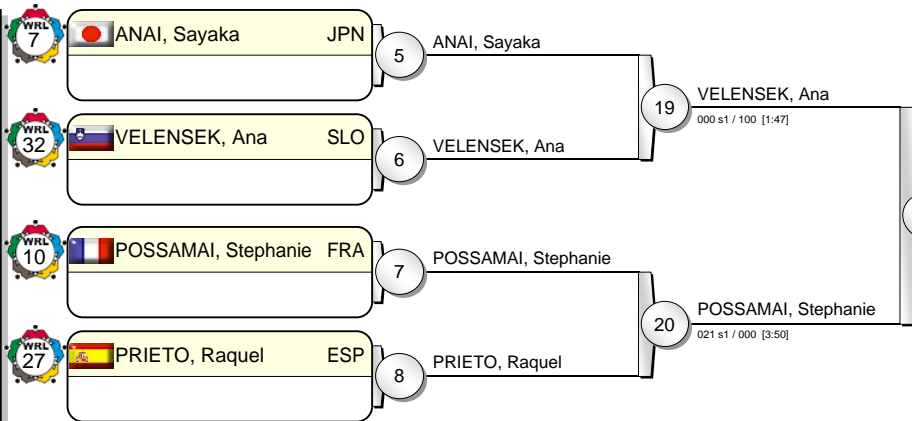 WRL
7
ANAI, Sayaka JPN
5
ANAI, Sayaka
WRL
32
VELENSEK, Ana SLO
6
VELENSEK, Ana
19
VELENSEK, Ana
000 s1 / 100 [1:47]
WRL
10
POSSAMAI, Stephanie FRA
7
POSSAMAI, Stephanie
WRL
27
PRIETO, Raquel ESP
8
PRIETO, Raquel
20
POSSAMAI, Stephanie
021 s1 / 000 [3:50]